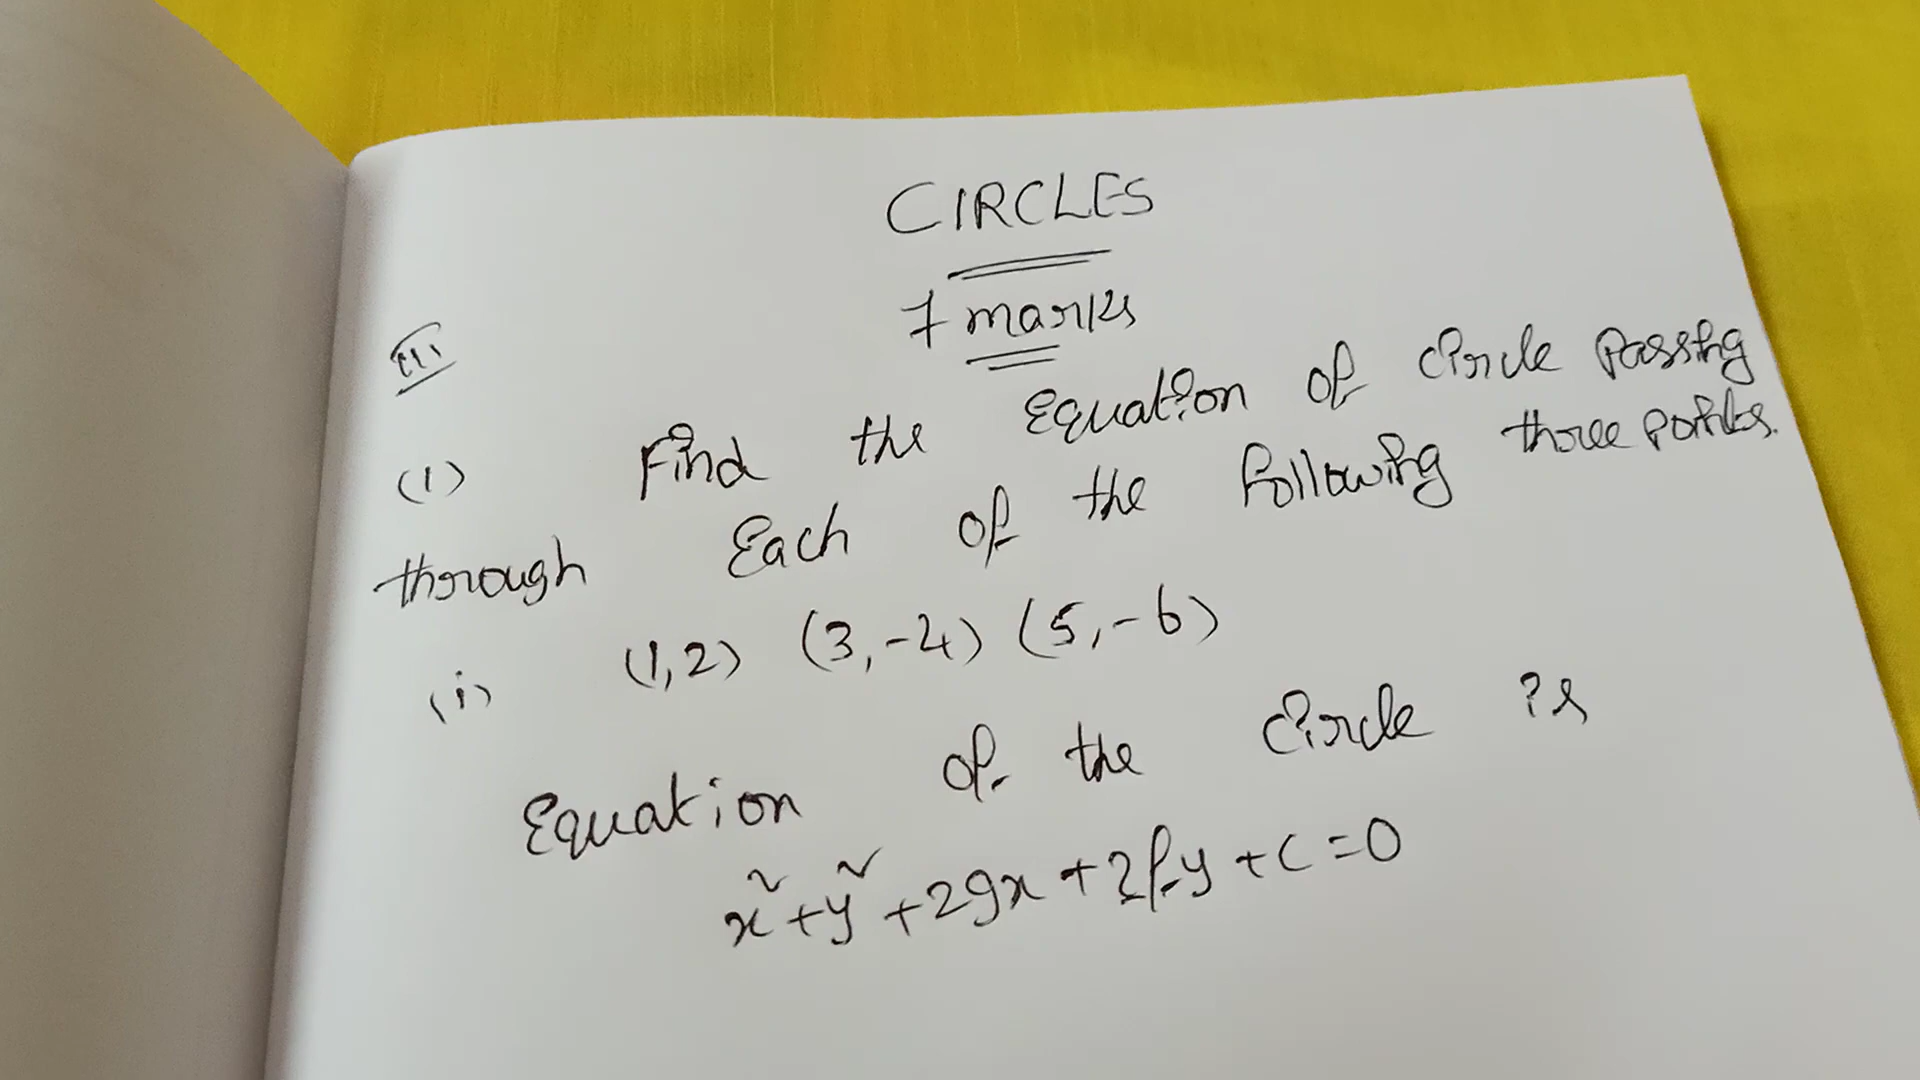 CIRCLES
7 marks
III
(1) Find the Equation of circle passing
through Each of the following three points.
(i) (1,2) (3,-4) (5,-6)
Equation of the circle is
x²+y²+2gx+2fy+c=0